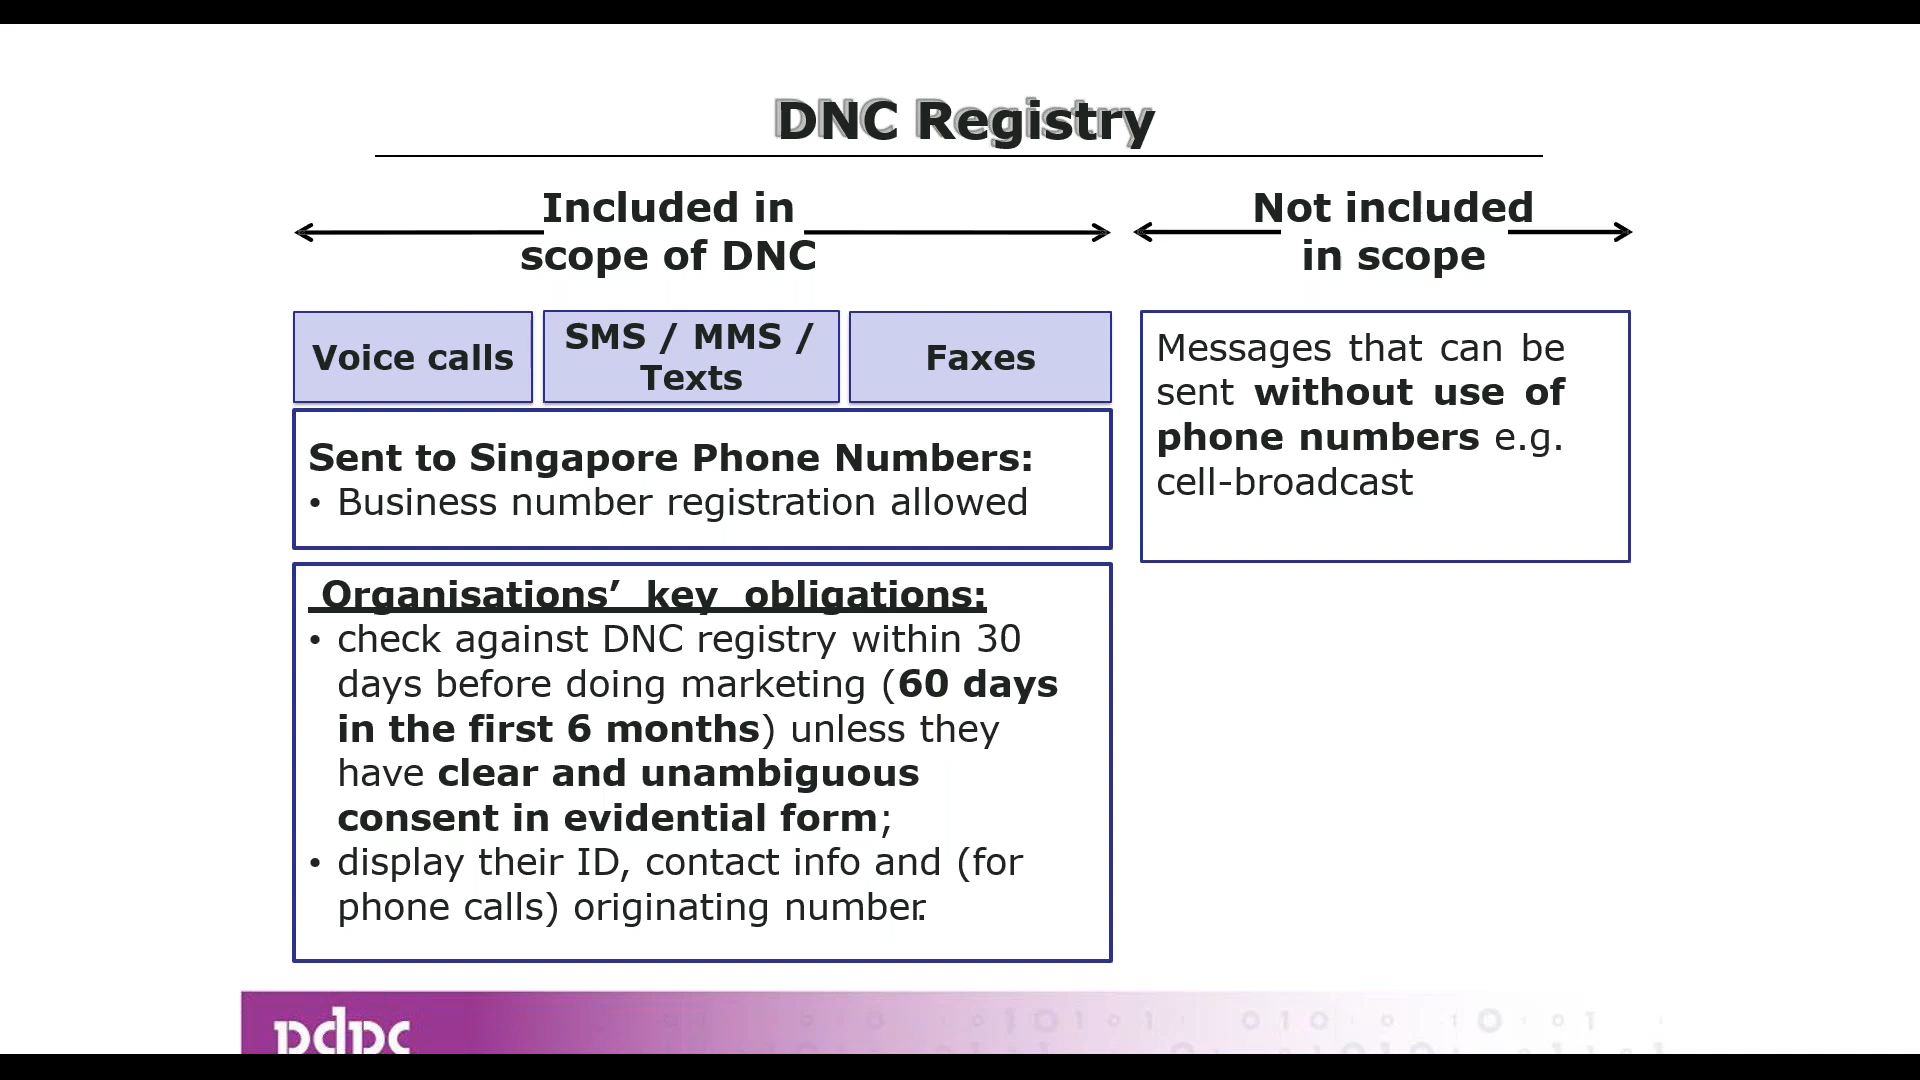 DNC Registry
Included in
scope of DNC
Not included
in scope
Voice calls
SMS / MMS /
Texts
Faxes
Messages that can be
sent without use of
phone numbers e.g.
cell-broadcast
Sent to Singapore Phone Numbers:
• Business number registration allowed
Organisations’ key obligations:
• check against DNC registry within 30
days before doing marketing (60 days
in the first 6 months) unless they
have clear and unambiguous
consent in evidential form;
• display their ID, contact info and (for
phone calls) originating number.
pdpc